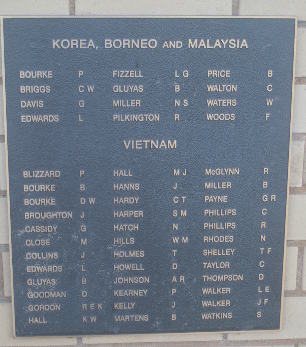 KOREA, BORNEO AND MALAYSIA
BOURKE P FIZZELL L G PRICE B
BRIGGS C W GLUYAS B WALTON C
DAVIS G MILLER N S WATERS W
EDWARDS L PILKINGTON R WOODS F
VIETNAM
BLIZZARD P HALL M J McGLYNN R
BOURKE B HANNS J MILLER B
BOURKE D W HARDY C T PAYNE G R
BROUGHTON J HARPER S M PHILLIPS C
CASSIDY G HATCH N PHILLIPS R
CLOSE M HILLS W M RHODES N
COLLINS J HOLMES T SHELLEY T F
EDWARDS L HOWELL D TAYLOR C
GLUYAS B JOHNSON A R THOMPSON D
GOODMAN D KEARNEY P WALKER L E
GORDON R E K KELLY J WALKER J F
HALL K W MARTENS B WATKINS S